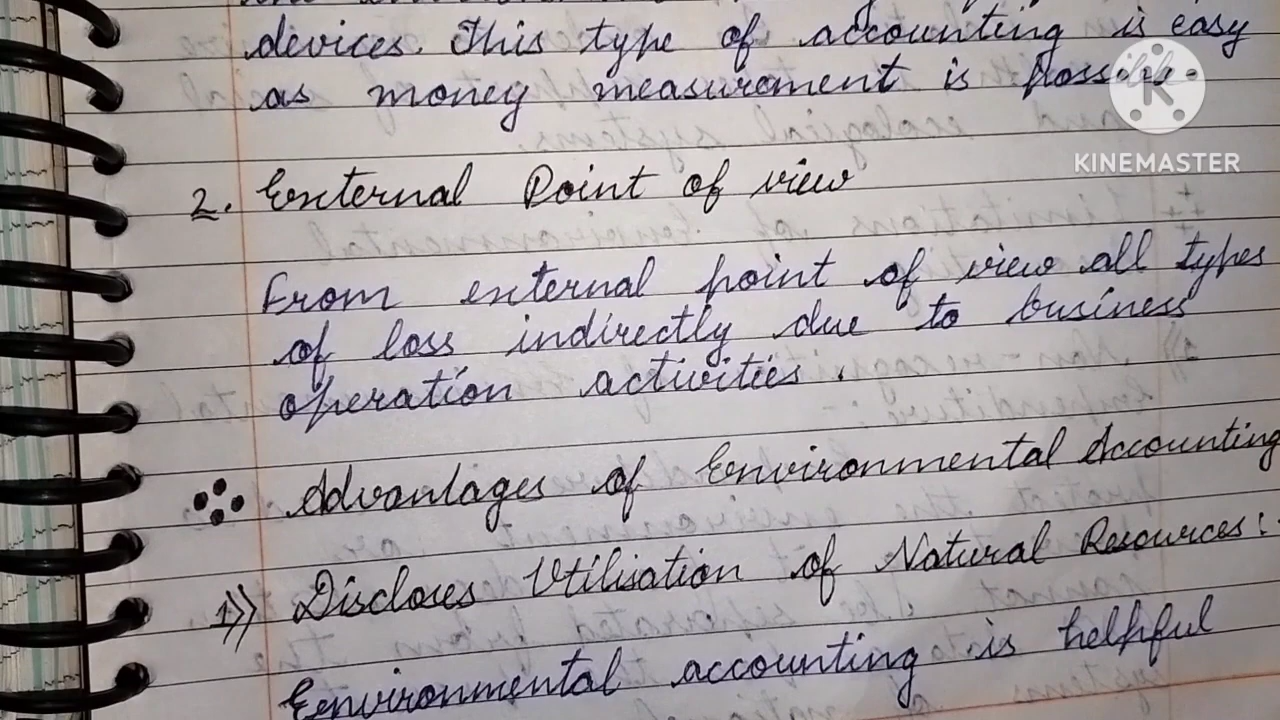 devices. This type of accounting is easy
as money measurement is possible.
KINEMASTER
2. External Point of view
From external point of view all types
of loss indirectly due to business
operation activities.
Advantages of Environmental Accounting
1) Discloses Utilisation of Natural Resources:
Environmental accounting is helpful